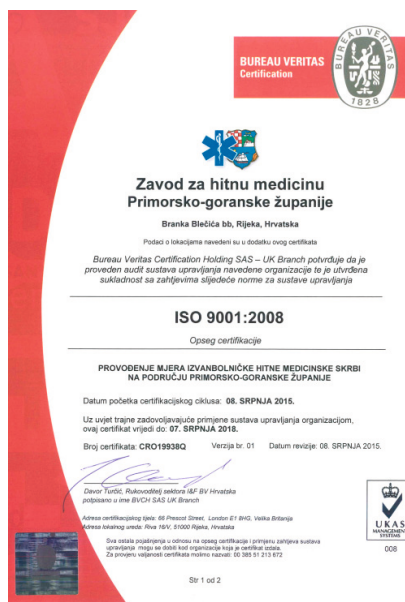 BUREAU VERITAS
Certification
BUREAU VERITAS
1828
Zavod za hitnu medicinu
Primorsko-goranske županije
Branka Blečića bb, Rijeka, Hrvatska
Podaci o lokacijama navedeni su u dodatku ovog certifikata
Bureau Veritas Certification Holding SAS – UK Branch potvrđuje da je
proveden audit sustava upravljanja navedene organizacije te je utvrđena
sukladnost sa zahtjevima slijedeće norme za sustave upravljanja
ISO 9001:2008
Opseg certifikacije
PROVOĐENJE MJERA IZVANBOLNIČKE HITNE MEDICINSKE SKRBI
NA PODRUČJU PRIMORSKO-GORANSKE ŽUPANIJE
Datum početka certifikacijskog ciklusa: 08. SRPNJA 2015.
Uz uvjet trajne zadovoljavajuće primjene sustava upravljanja organizacijom,
ovaj certifikat vrijedi do: 07. SRPNJA 2018.
Broj certifikata: CRO19938Q Verzija br. 01 Datum revizije: 08. SRPNJA 2015.
Davor Turčić, Rukovoditelj sektora I&F BV Hrvatska
potpisano u ime BVCH SAS UK Branch
Adresa certifikacijskog tijela: 66 Prescot Street, London E1 8HG, Velika Britanija
Adresa lokalnog ureda: Riva 16/V, 51000 Rijeka, Hrvatska
Sva ostala pojašnjenja u odnosu na opseg certifikacije i primjenu zahtjeva sustava
upravljanja mogu se dobiti kod organizacije koja je certifikat izdala.
Za provjeru valjanosti certifikata molimo nazvati: 00 385 51 213 672
UKAS
MANAGEMENT
SYSTEMS
008
Str 1 od 2